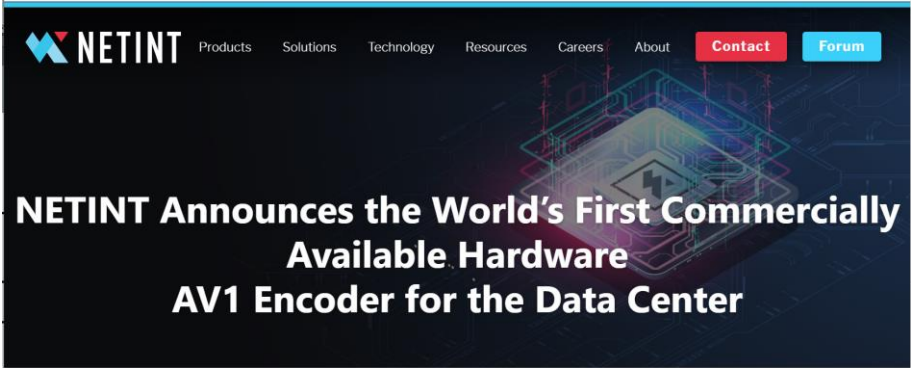 NETINT Products Solutions Technology Resources Careers About Contact Forum
NETINT Announces the World's First Commercially
Available Hardware
AV1 Encoder for the Data Center